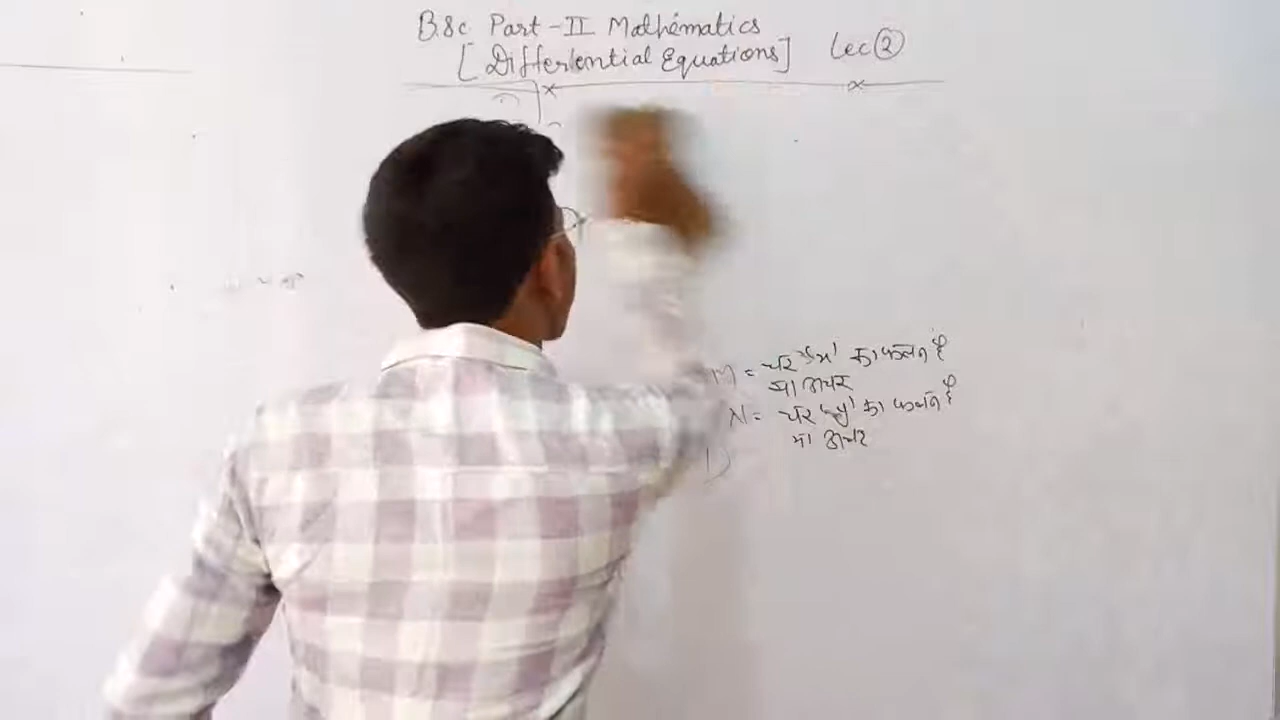 B.Sc Part-II Mathematics
[Differential Equations] Lec ②
M = चर 'x' का फलन है
या अचर
N = चर 'y' का फलन है
या अचर